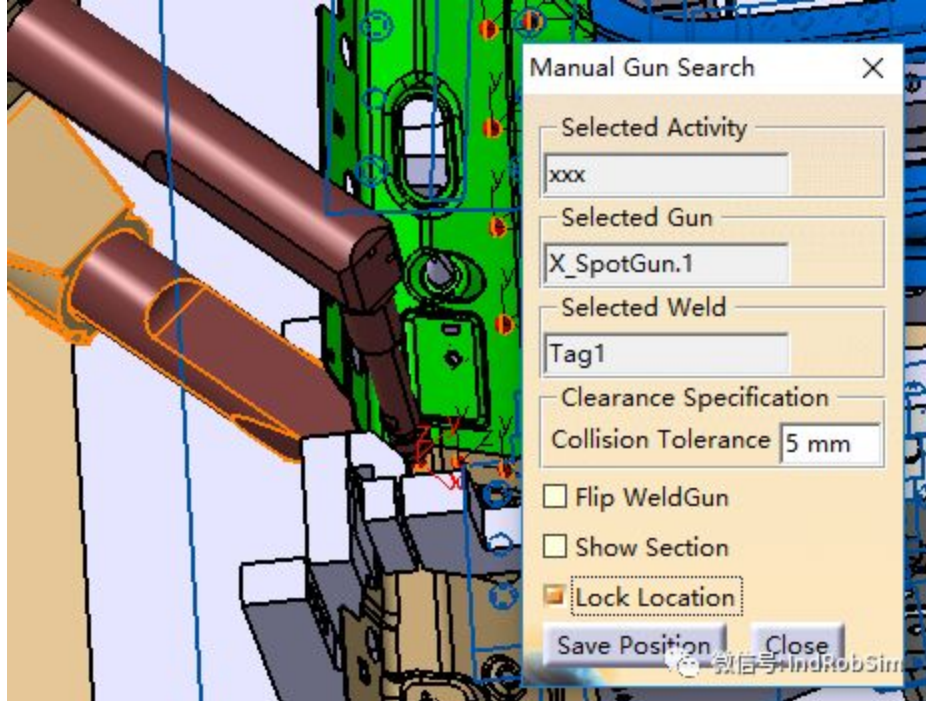 Manual Gun Search
Selected Activity
xxx
Selected Gun
X_SpotGun.1
Selected Weld
Tag1
Clearance Specification
Collision Tolerance 5 mm
Flip WeldGun
Show Section
Lock Location
Save Position Close
微信号: IndRobSim